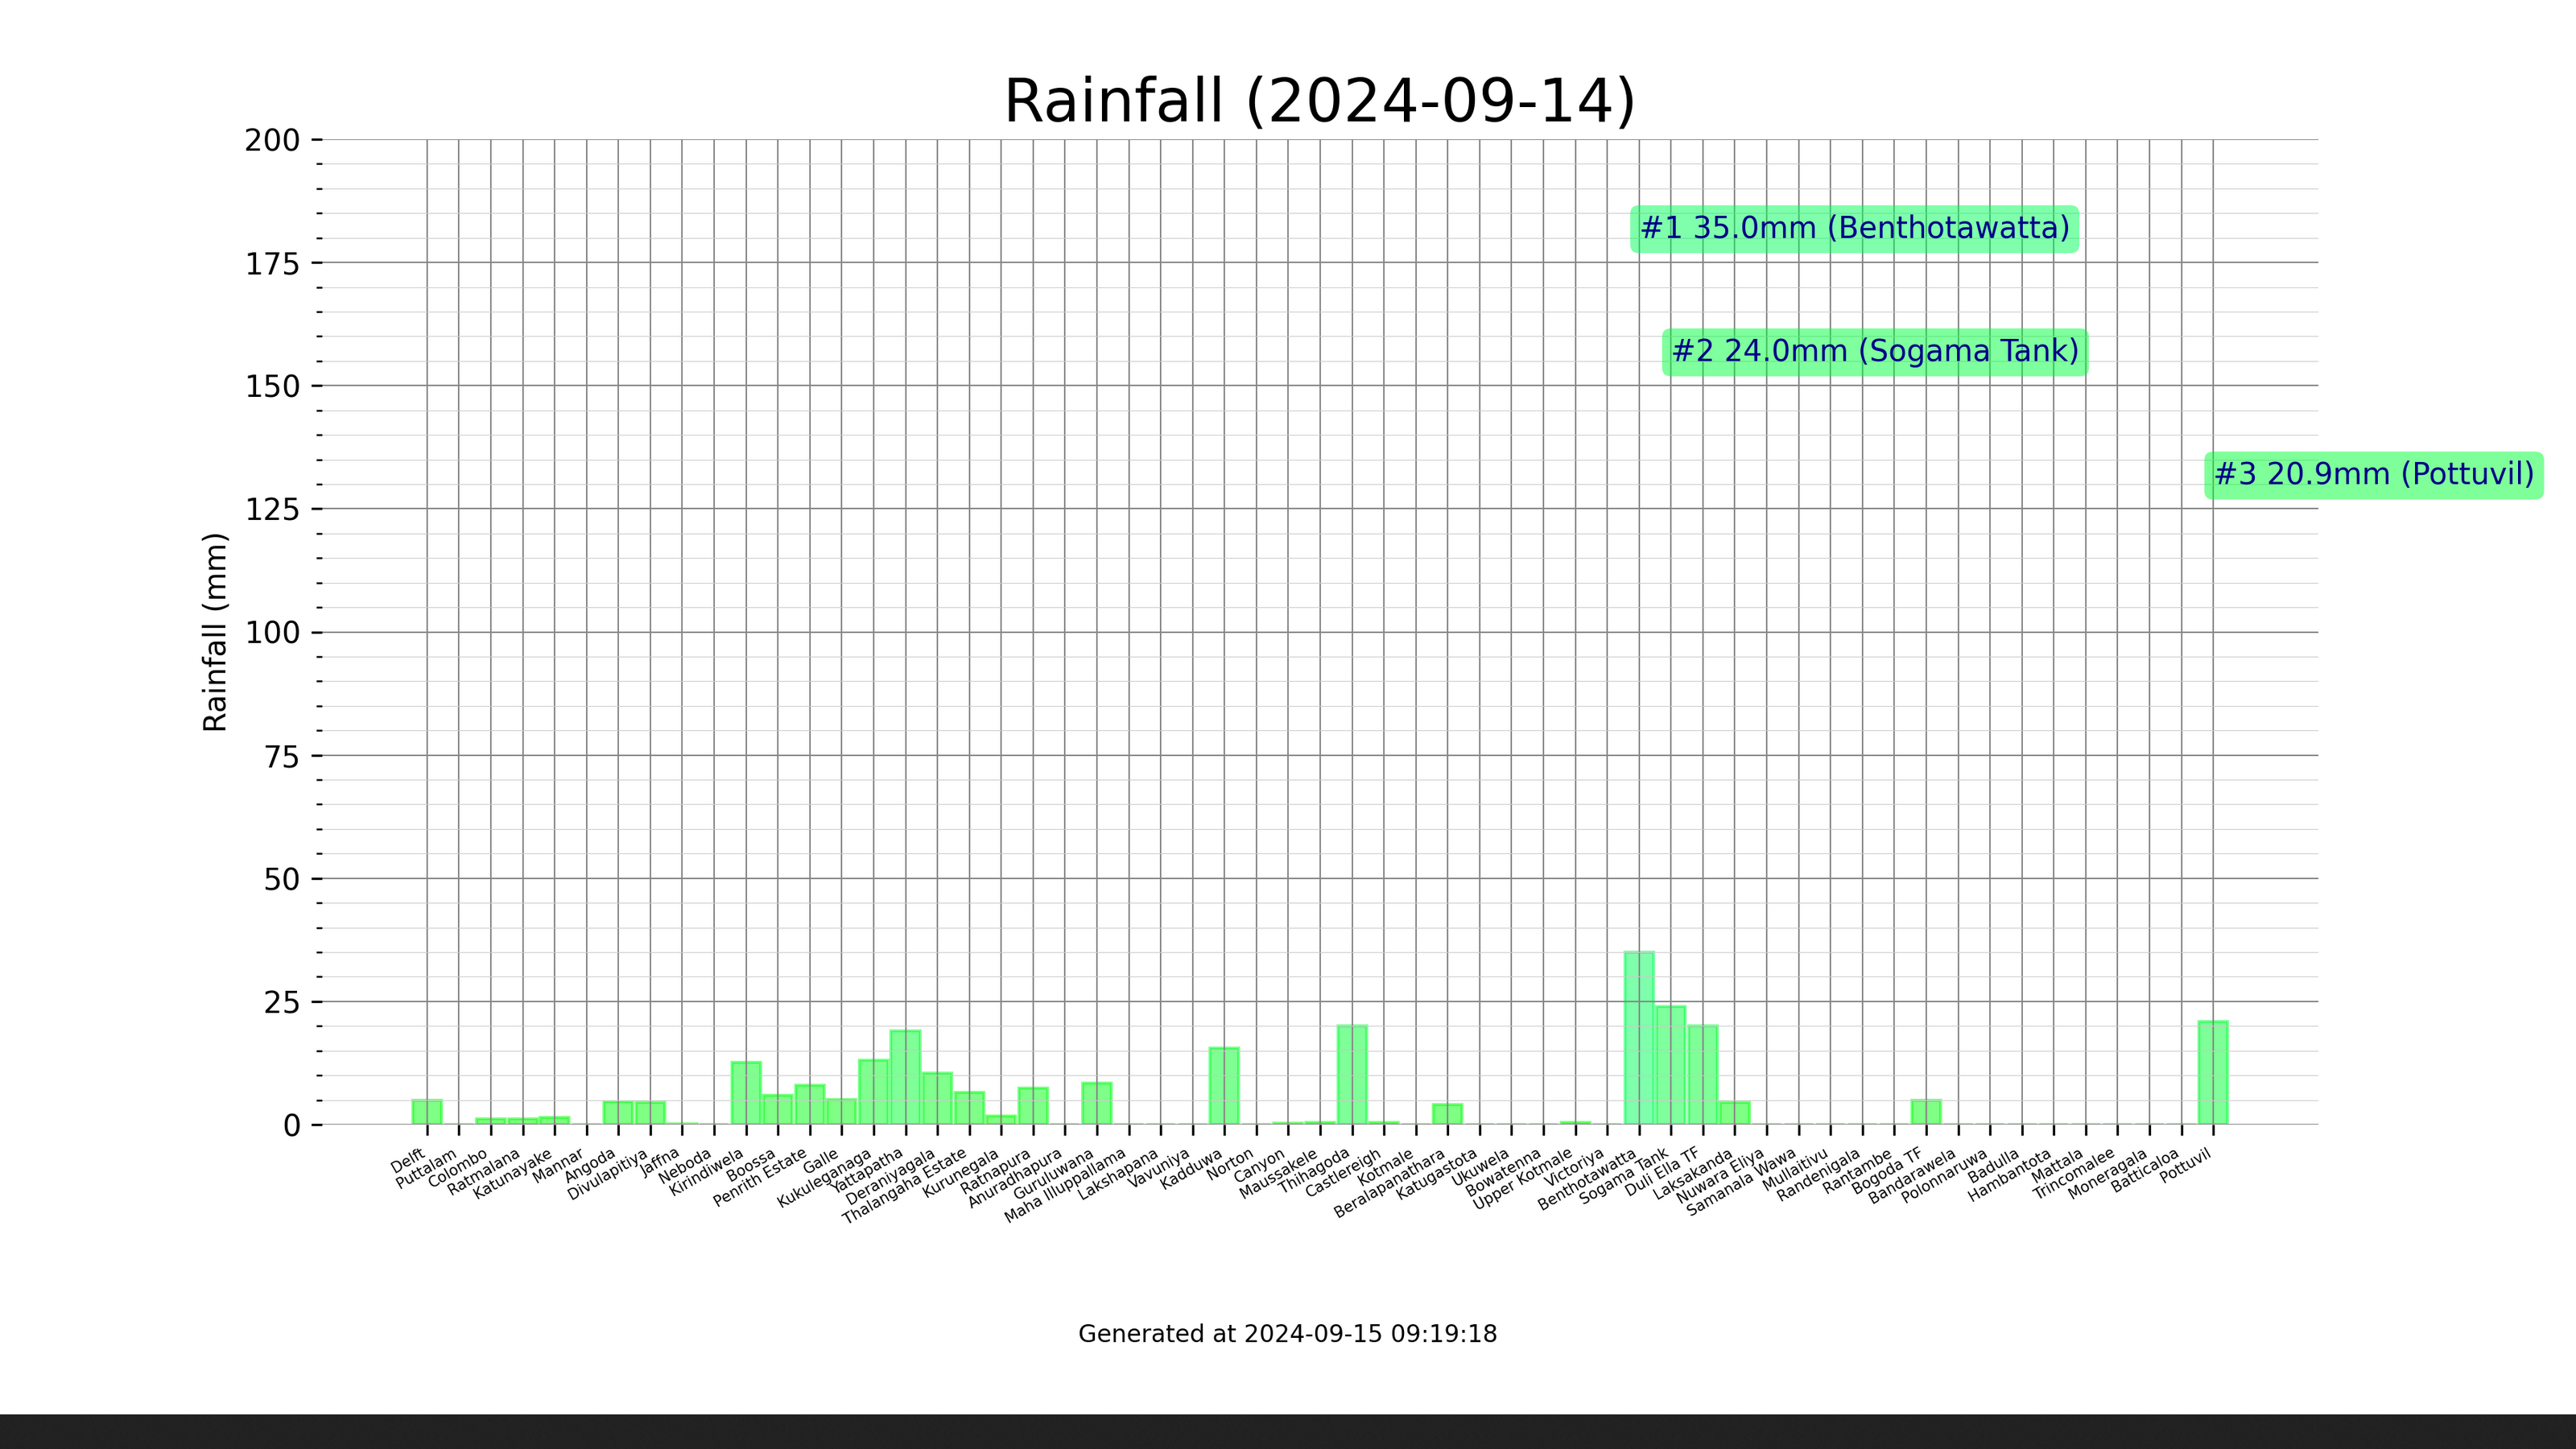 Rainfall (2024-09-14)
200
175
150
125
100
75
50
25
0
Rainfall (mm)
#1 35.0mm (Benthotawatta)
#2 24.0mm (Sogama Tank)
#3 20.9mm (Pottuvil)
Delft
Puttalam
Colombo
Ratmalana
Katunayake
Mannar
Angoda
Divulapitiya
Jaffna
Neboda
Kirindiwela
Boossa
Penrith Estate
Galle
Kukuleganaga
Yattapatha
Deraniyagala
Thalangaha Estate
Kurunegala
Ratnapura
Anuradhapura
Guruluwana
Maha Illuppallama
Lakshapana
Vavuniya
Kadduwa
Norton
Canyon
Maussakele
Thihagoda
Castlereigh
Kotmale
Beralapanathara
Katugastota
Ukuwela
Bowatenna
Upper Kotmale
Victoriya
Benthotawatta
Sogama Tank
Duli Ella TF
Laksakanda
Nuwara Eliya
Samanala Wawa
Mullaitivu
Randenigala
Rantambe
Bogoda TF
Bandarawela
Polonnaruwa
Badulla
Hambantota
Mattala
Trincomalee
Moneragala
Batticaloa
Pottuvil
Generated at 2024-09-15 09:19:18